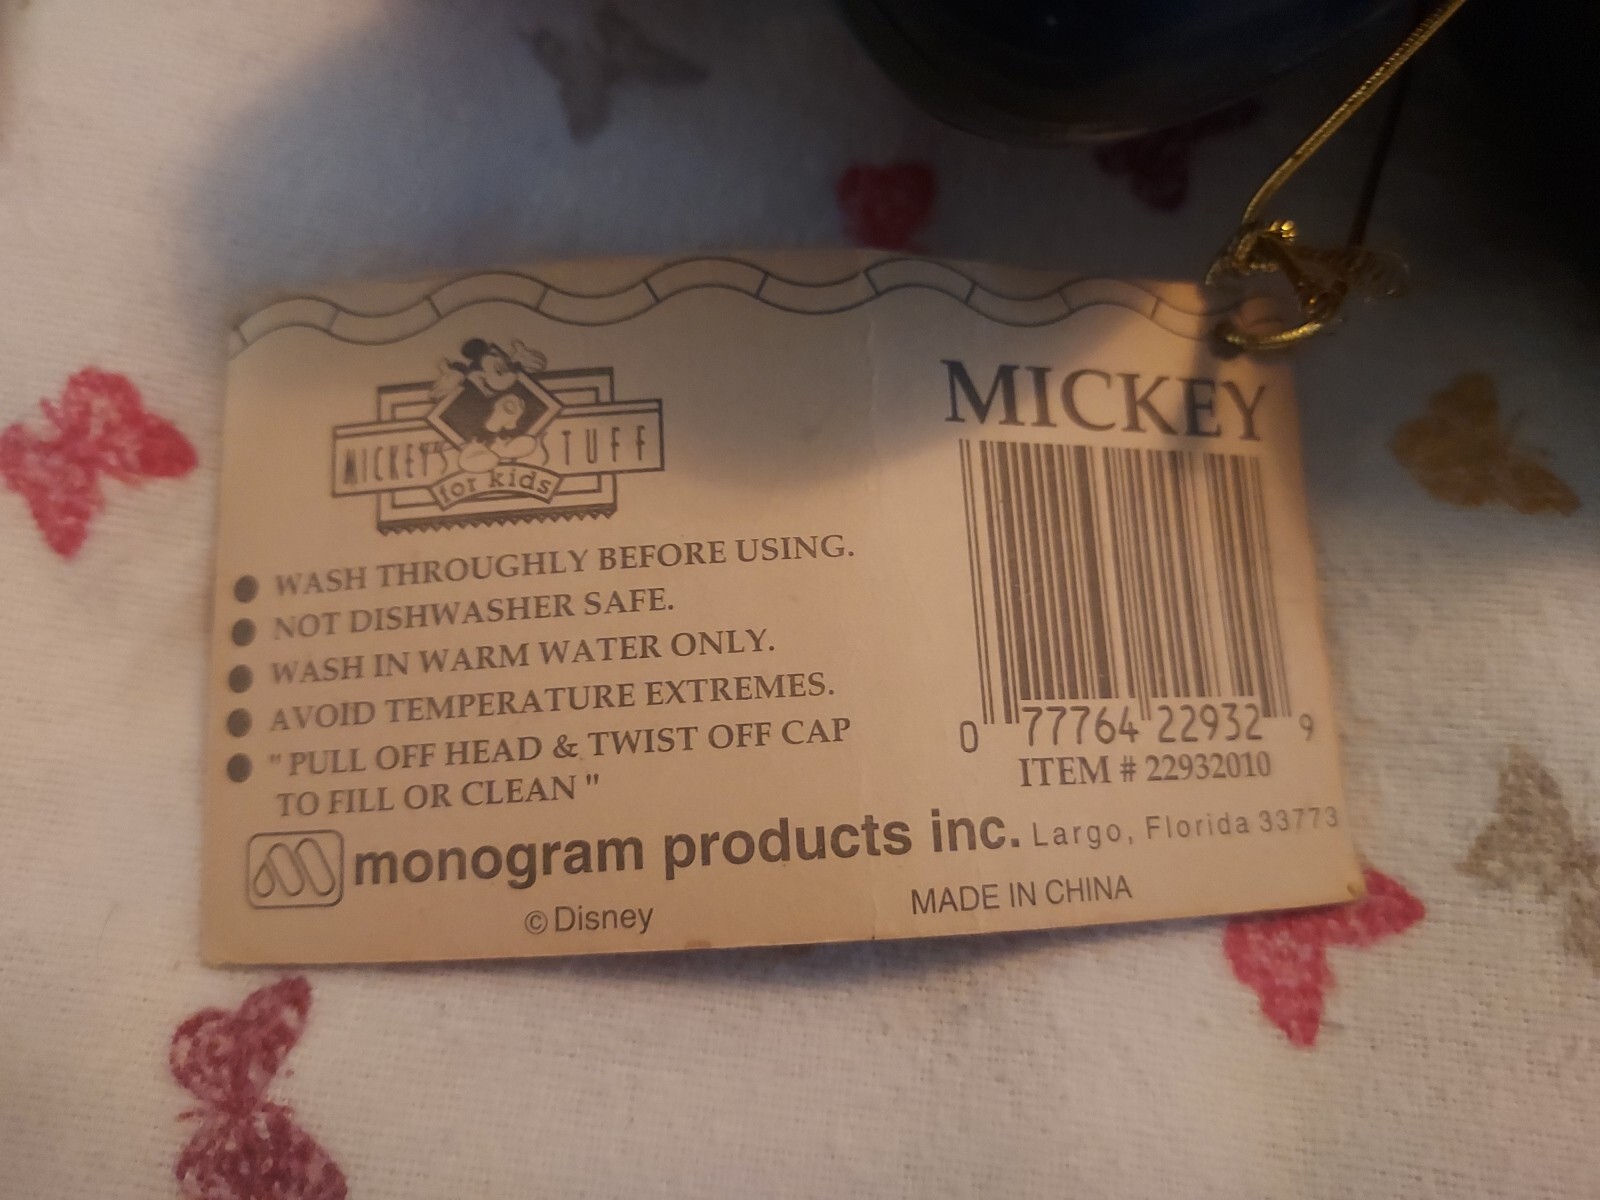 MICKEY'S STUFF
for kids
MICKEY
● WASH THROUGHLY BEFORE USING.
● NOT DISHWASHER SAFE.
● WASH IN WARM WATER ONLY.
● AVOID TEMPERATURE EXTREMES.
● " PULL OFF HEAD & TWIST OFF CAP
TO FILL OR CLEAN "
0 77764 22932 9
ITEM # 22932010
monogram products inc. Largo, Florida 33773
© Disney
MADE IN CHINA